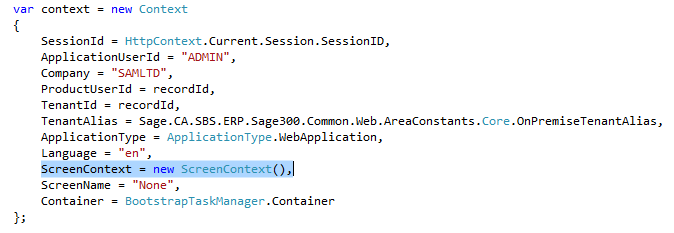 var context = new Context
{
SessionId = HttpContext.Current.Session.SessionID,
ApplicationUserId = "ADMIN",
Company = "SAMLTD",
ProductUserId = recordId,
TenantId = recordId,
TenantAlias = Sage.CA.SBS.ERP.Sage300.Common.Web.AreaConstants.Core.OnPremiseTenantAlias,
ApplicationType = ApplicationType.WebApplication,
Language = "en",
ScreenContext = new ScreenContext(),
ScreenName = "None",
Container = BootstrapTaskManager.Container
};